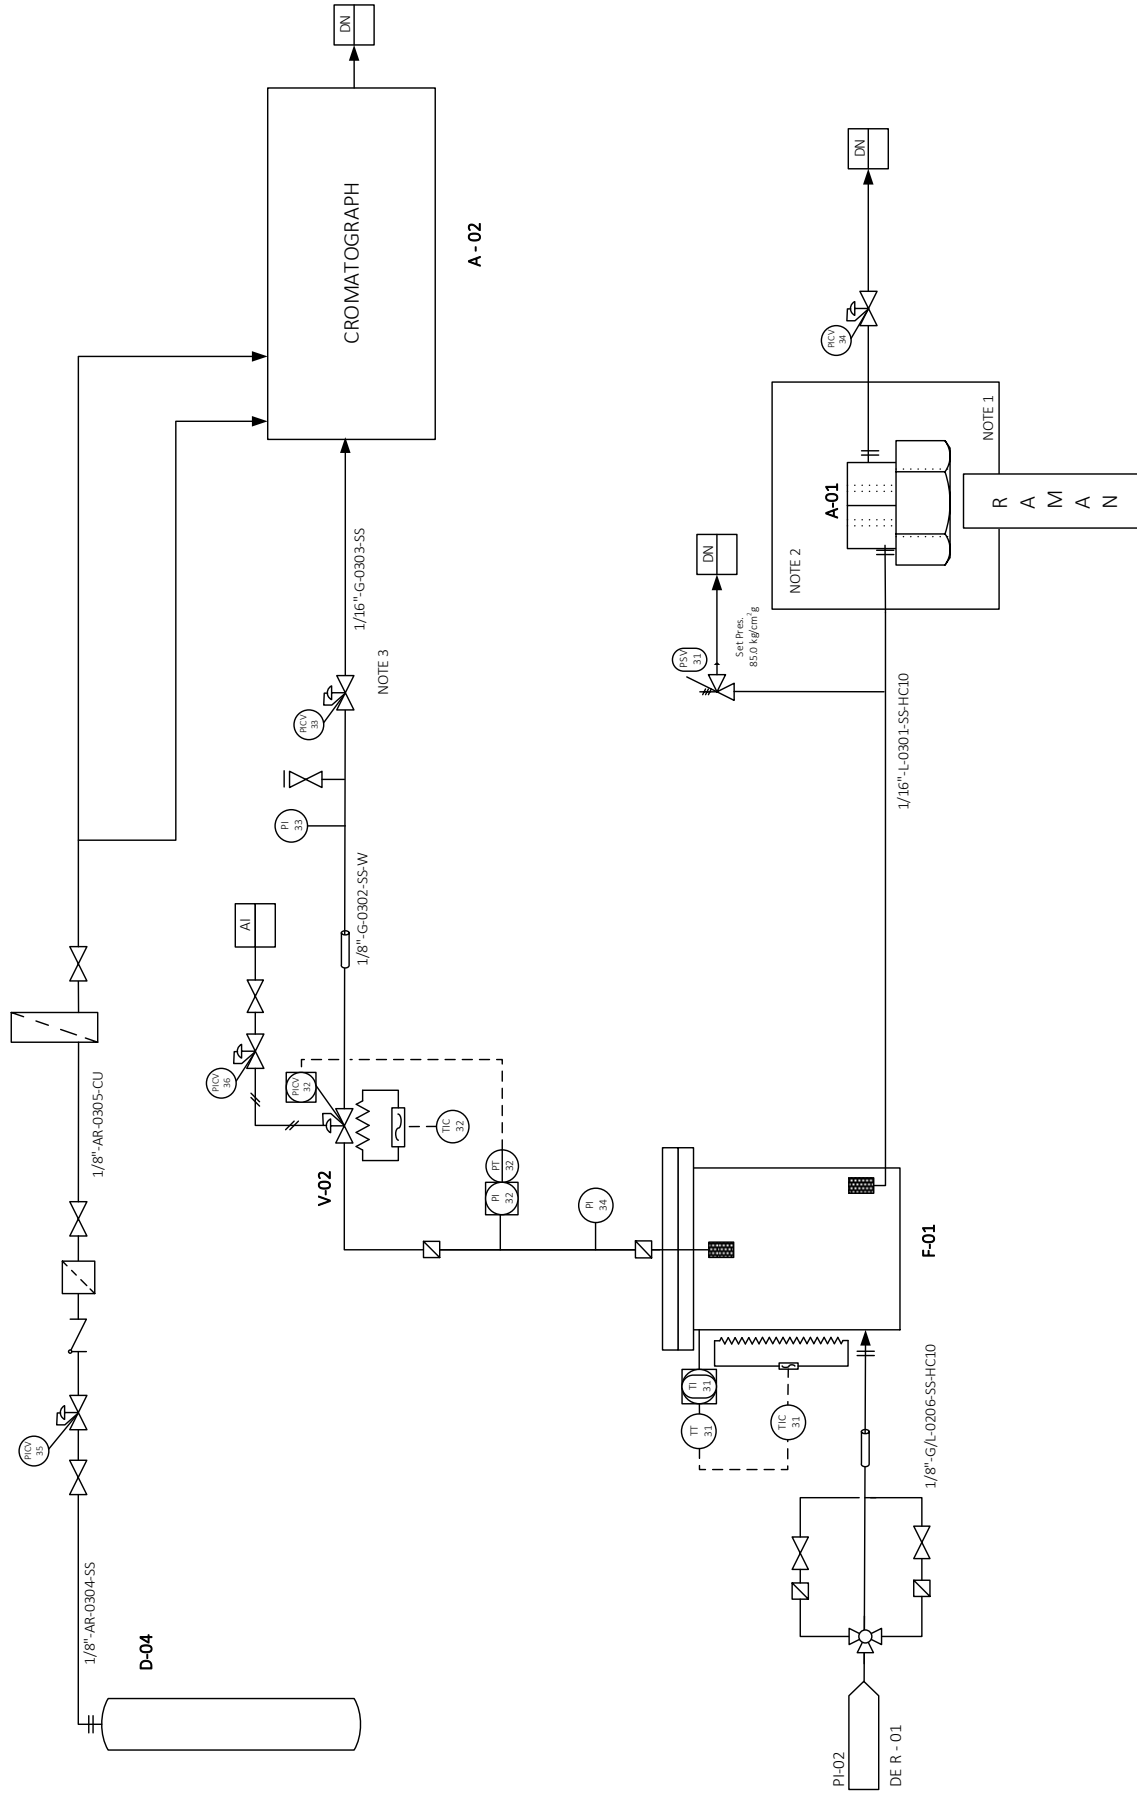 DN
CROMATOGRAPH
A - 02
DN
PICV
34
NOTE 1
A-01
R
A
M
A
N
NOTE 2
DN
PSV
31
Set Pres.
85.0 kg/cm²g
1/16"-G-0303-SS
NOTE 3
PICV
33
PI
33
1/16"-L-0301-SS-HC10
1/8"-G-0302-SS-W
AI
PICV
36
PICV
32
TIC
32
V-02
PT
32
PI
32
PI
34
1/8"-AR-0305-CU
F-01
TI
31
TT
31
TIC
31
1/8"-G/L-0206-SS-HC10
PICV
35
1/8"-AR-0304-SS
D-04
PI-02
DE R - 01